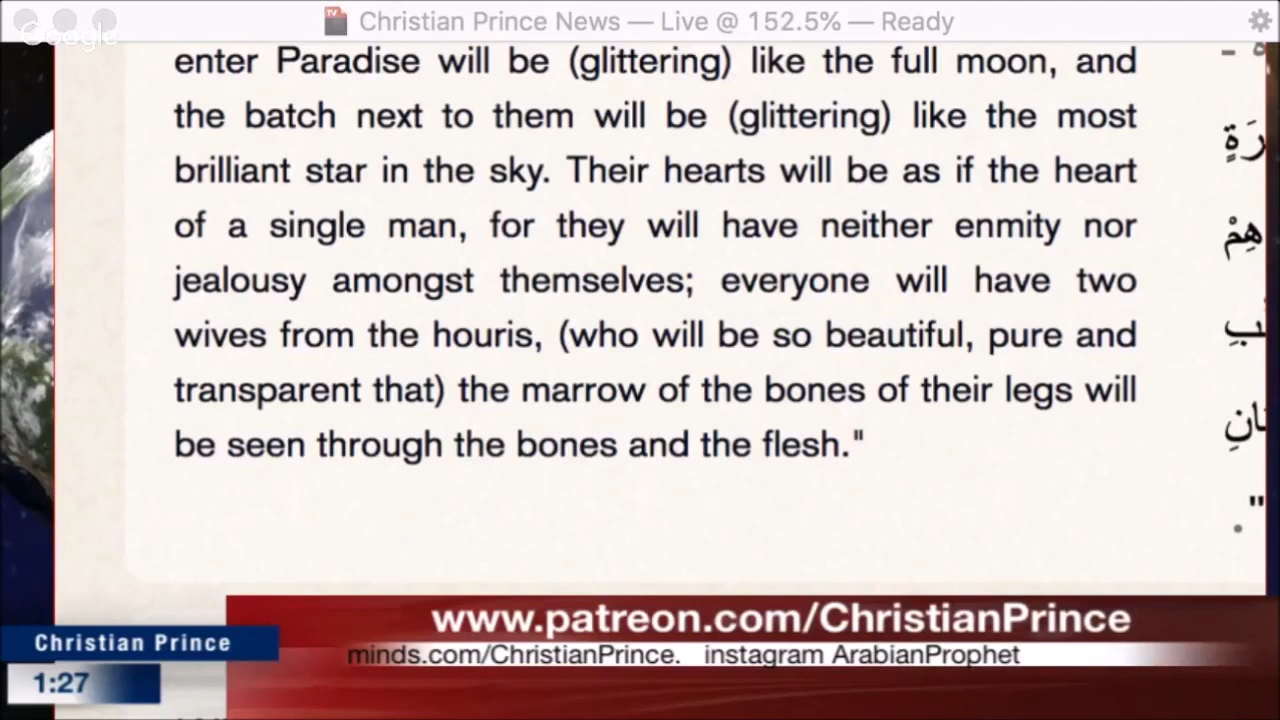 Christian Prince News — Live @ 152.5% — Ready
Google
enter Paradise will be (glittering) like the full moon, and
the batch next to them will be (glittering) like the most
brilliant star in the sky. Their hearts will be as if the heart
of a single man, for they will have neither enmity nor
jealousy amongst themselves; everyone will have two
wives from the houris, (who will be so beautiful, pure and
transparent that) the marrow of the bones of their legs will
be seen through the bones and the flesh."
www.patreon.com/ChristianPrince
Christian Prince
minds.com/ChristianPrince. instagram ArabianProphet
1:27